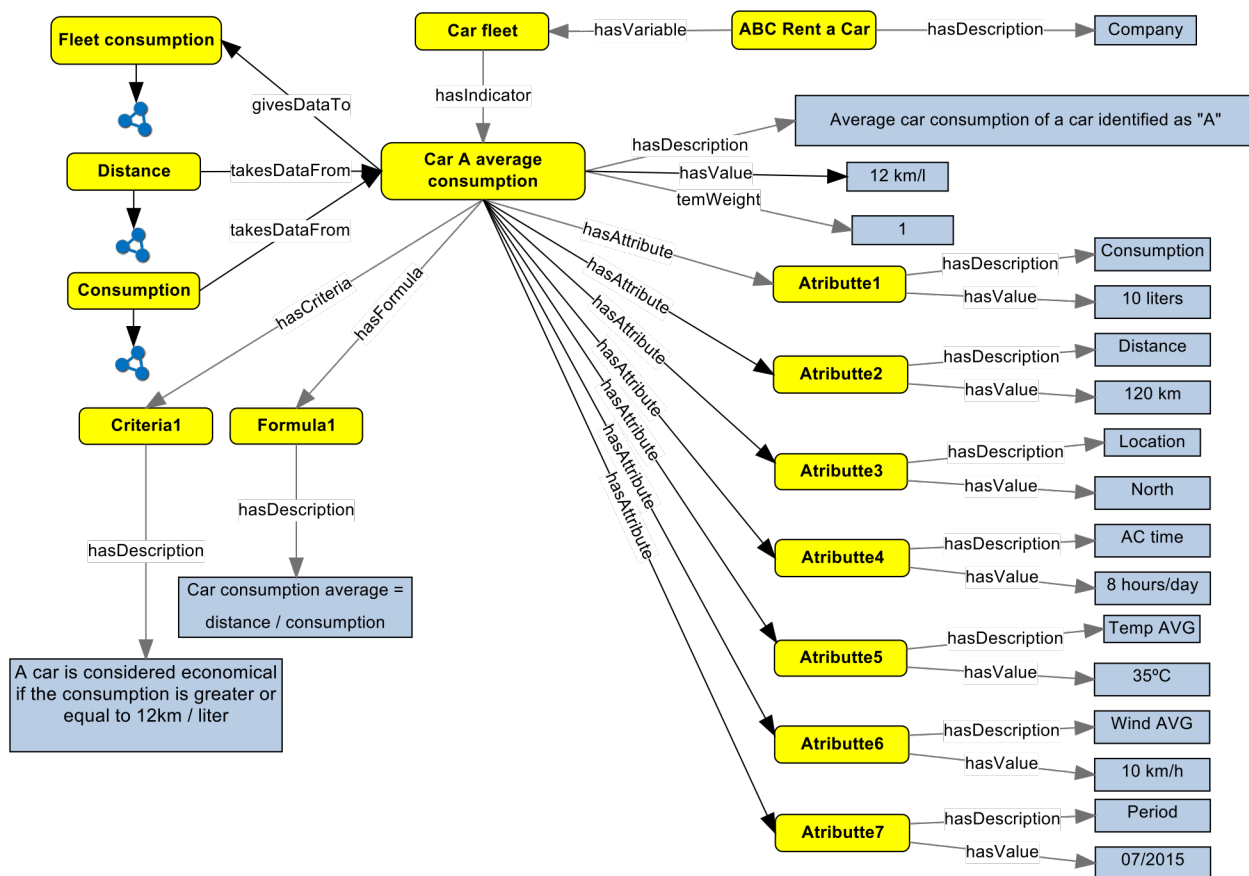 Fleet consumption
Car fleet
hasVariable
ABC Rent a Car
hasDescription
Company
givesDataTo
hasIndicator
Distance
takesDataFrom
Car A average
consumption
hasDescription
Average car consumption of a car identified as "A"
hasValue
12 km/l
temWeight
1
takesDataFrom
Consumption
hasCriteria
hasFormula
hasAttribute
hasAttribute
hasAttribute
hasAttribute
hasAttribute
hasAttribute
hasAttribute
Atributte1
hasDescription
Consumption
hasValue
10 liters
Atributte2
hasDescription
Distance
hasValue
120 km
Criteria1
Formula1
Atributte3
hasDescription
Location
hasValue
North
hasDescription
hasDescription
Atributte4
hasDescription
AC time
hasValue
8 hours/day
Car consumption average =
distance / consumption
Atributte5
hasDescription
Temp AVG
hasValue
35ºC
A car is considered economical
if the consumption is greater or
equal to 12km / liter
Atributte6
hasDescription
Wind AVG
hasValue
10 km/h
Atributte7
hasDescription
Period
hasValue
07/2015